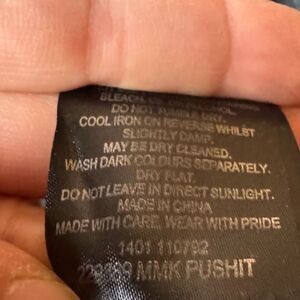 BLEACH, OR
DO NOT TUMBLE DRY.
COOL IRON ON REVERSE WHILST
SLIGHTLY DAMP
MAY BE DRY CLEANED.
WASH DARK COLOURS SEPARATELY.
DRY FLAT.
DO NOT LEAVE IN DIRECT SUNLIGHT.
MADE IN CHINA
MADE WITH CARE, WEAR WITH PRIDE
1401 110792
MMK PUSHIT